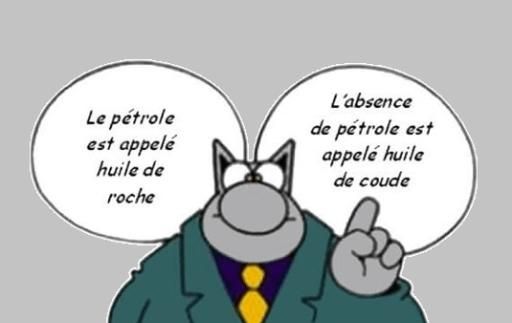 Le pétrole
est appelé
huile de
roche
L'absence
de pétrole est
appelé huile
de coude